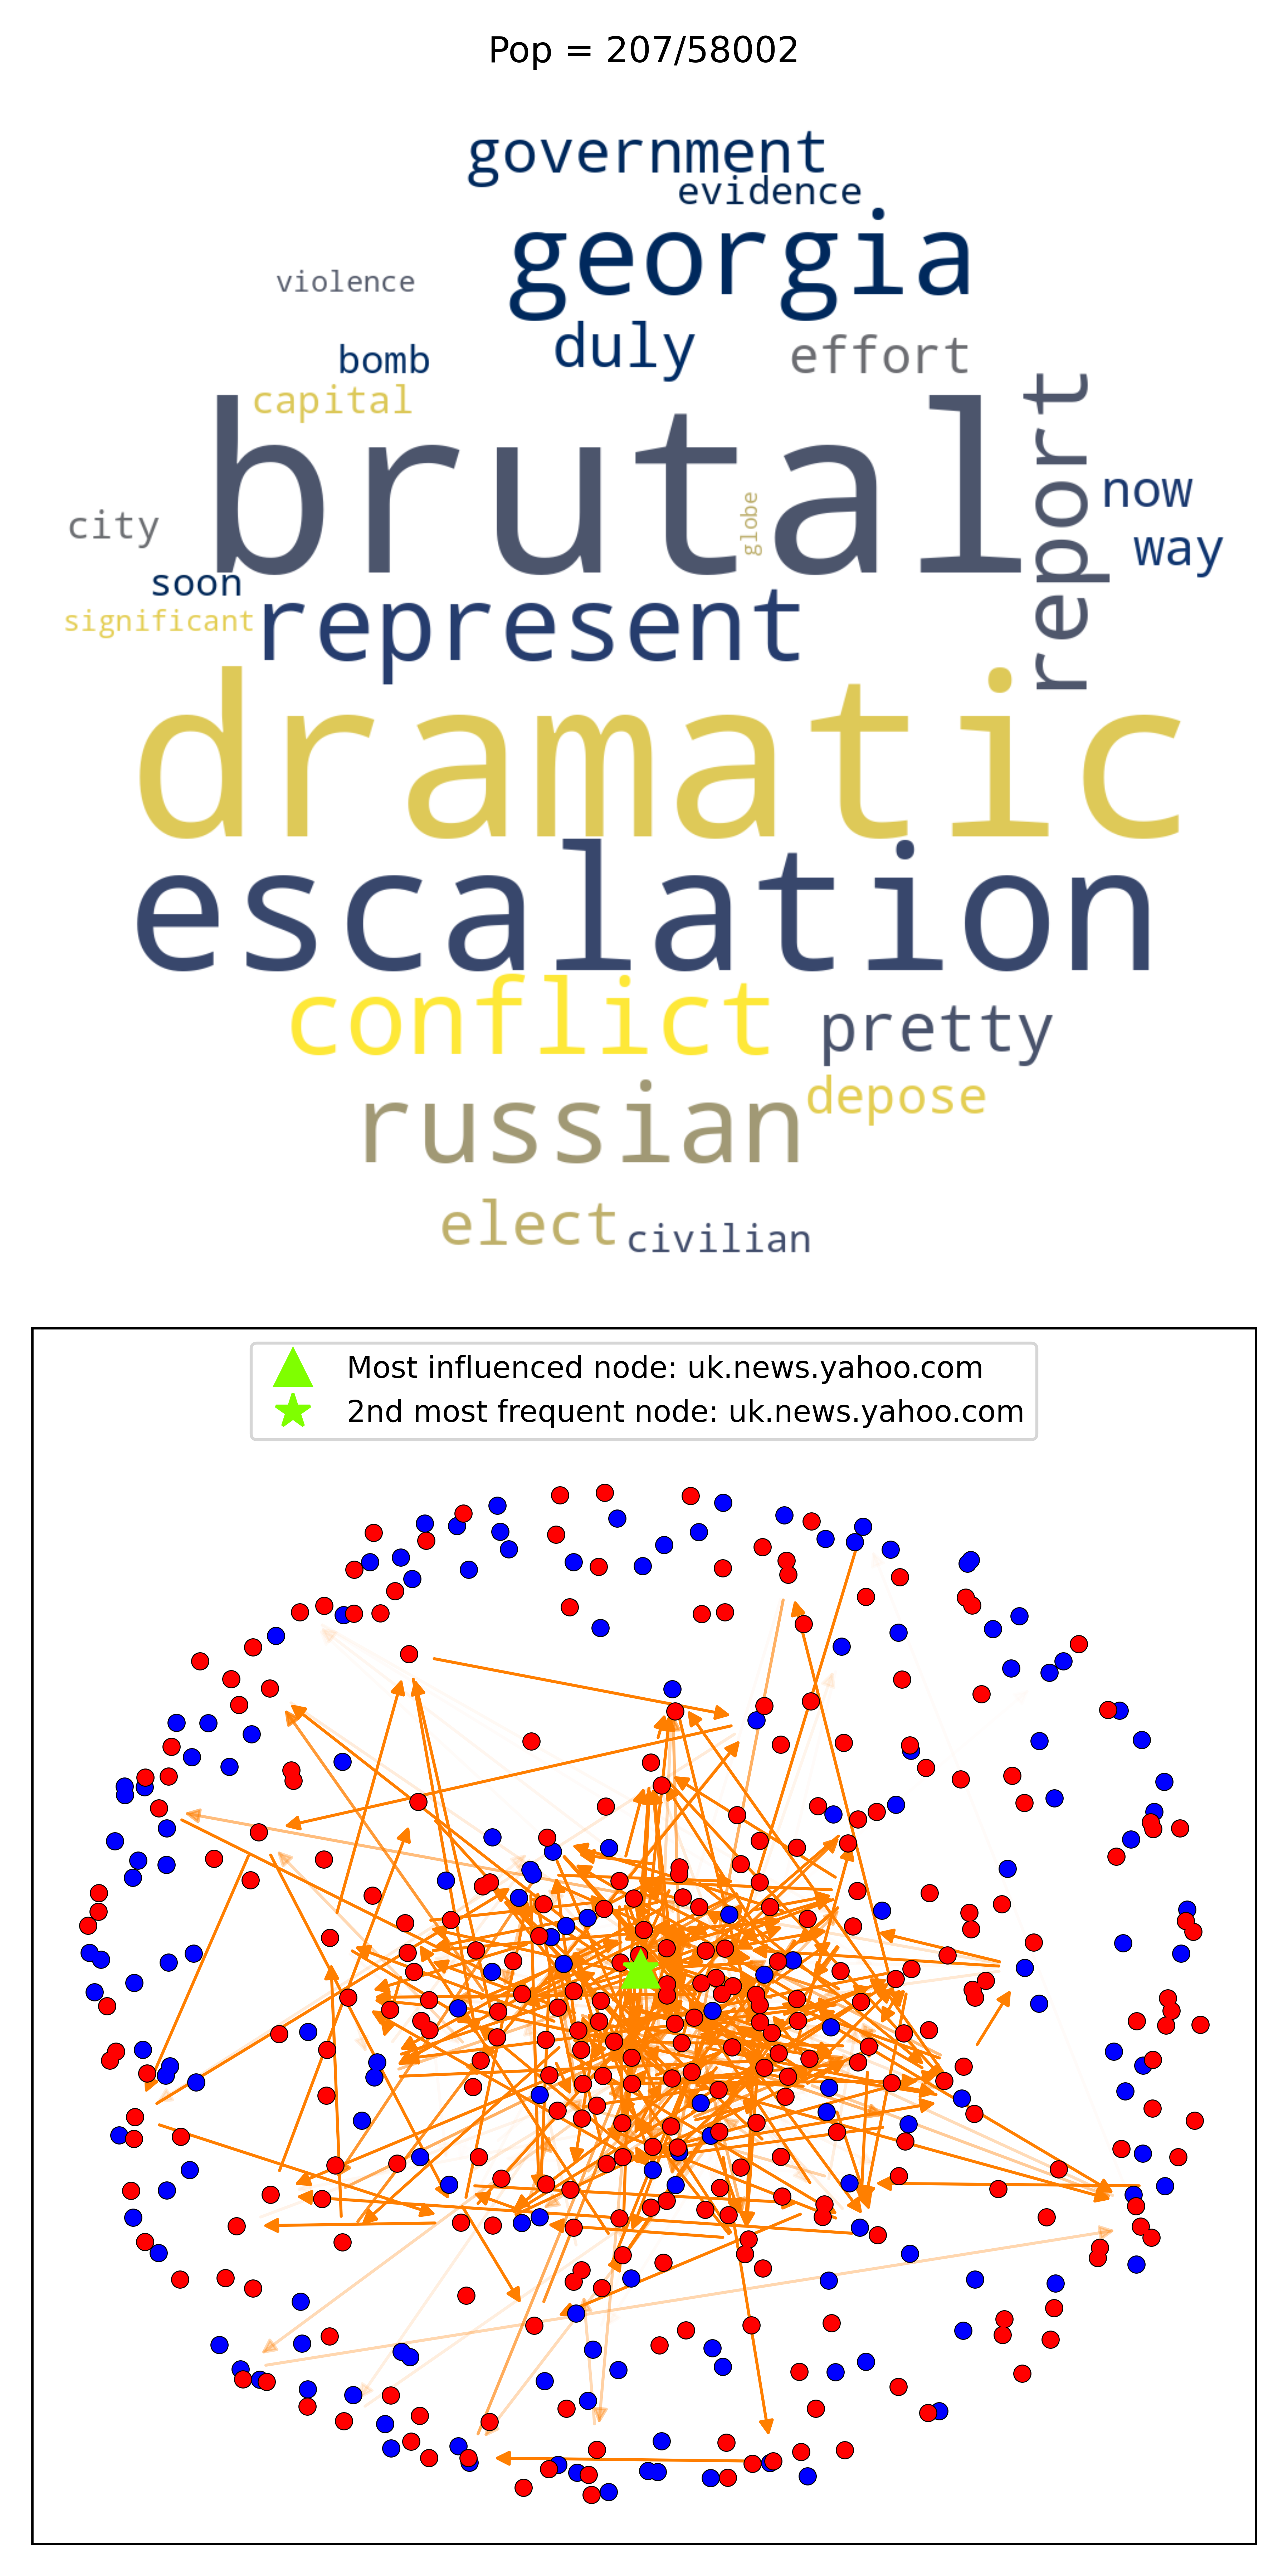 Pop = 207/58002
government
evidence
georgia
violence
duly
effort
bomb
capital
brutal
report
now
way
globe
city
soon
significant
represent
dramatic
escalation
conflict
pretty
depose
russian
elect
civilian
Most influenced node: uk.news.yahoo.com
2nd most frequent node: uk.news.yahoo.com